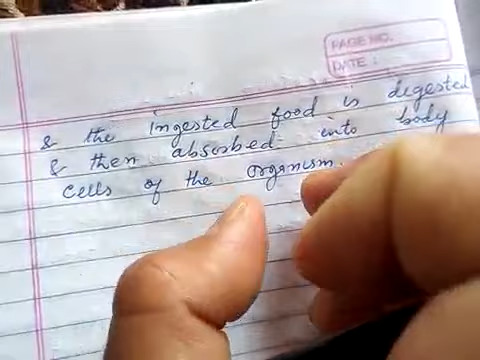 PAGE NO.
DATE :
& the ingested food is digested
& then absorbed into body
cells of the organism.